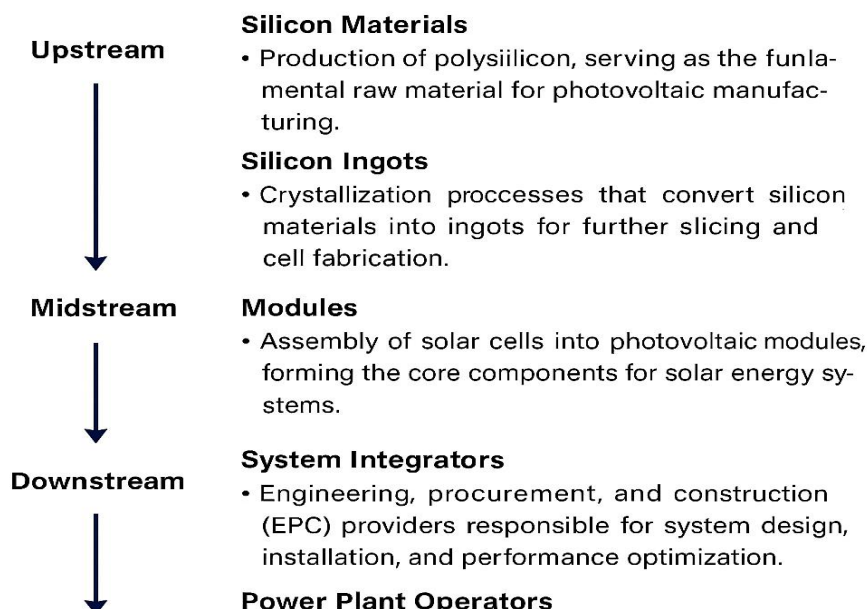 Upstream
Silicon Materials
• Production of polysiilicon, serving as the funla-
mental raw material for photovoltaic manufac-
turing.
Silicon Ingots
• Crystallization proccesses that convert silicon
materials into ingots for further slicing and
cell fabrication.
Midstream
Modules
• Assembly of solar cells into photovoltaic modules,
forming the core components for solar energy sy-
stems.
Downstream
System Integrators
• Engineering, procurement, and construction
(EPC) providers responsible for system design,
installation, and performance optimization.
Power Plant Operators